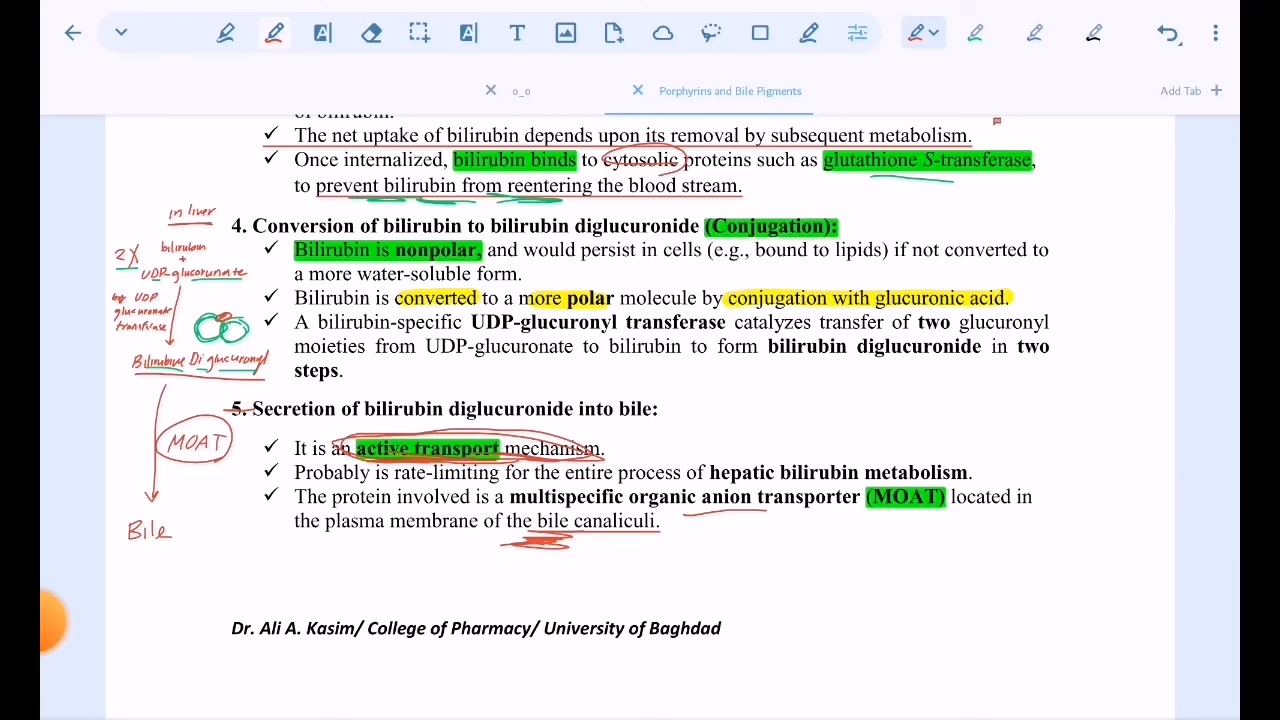 o_o
Porphyrins and Bile Pigments
Add Tab
of bilirubin.
✓ The net uptake of bilirubin depends upon its removal by subsequent metabolism.
✓ Once internalized, bilirubin binds to cytosolic proteins such as glutathione S-transferase,
to prevent bilirubin from reentering the blood stream.
in liver
2X
bilirubin
+
UDP glucorunate
by UDP
glucuronate
transferase
Bilirubine Diglucuronyl
MOAT
Bile
4. Conversion of bilirubin to bilirubin diglucuronide (Conjugation):
✓ Bilirubin is nonpolar, and would persist in cells (e.g., bound to lipids) if not converted to
a more water-soluble form.
✓ Bilirubin is converted to a more polar molecule by conjugation with glucuronic acid.
✓ A bilirubin-specific UDP-glucuronyl transferase catalyzes transfer of two glucuronyl
moieties from UDP-glucuronate to bilirubin to form bilirubin diglucuronide in two
steps.
5. Secretion of bilirubin diglucuronide into bile:
✓ It is an active transport mechanism.
✓ Probably is rate-limiting for the entire process of hepatic bilirubin metabolism.
✓ The protein involved is a multispecific organic anion transporter (MOAT) located in
the plasma membrane of the bile canaliculi.
Dr. Ali A. Kasim/ College of Pharmacy/ University of Baghdad